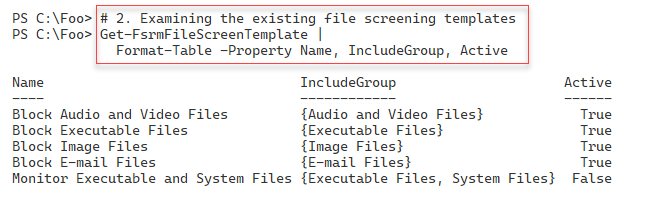 PS C:\Foo> # 2. Examining the existing file screening templates
PS C:\Foo> Get-FsrmFileScreenTemplate |
Format-Table -Property Name, IncludeGroup, Active
Name IncludeGroup Active
---- ------------ ------
Block Audio and Video Files {Audio and Video Files} True
Block Executable Files {Executable Files} True
Block Image Files {Image Files} True
Block E-mail Files {E-mail Files} True
Monitor Executable and System Files {Executable Files, System Files} False